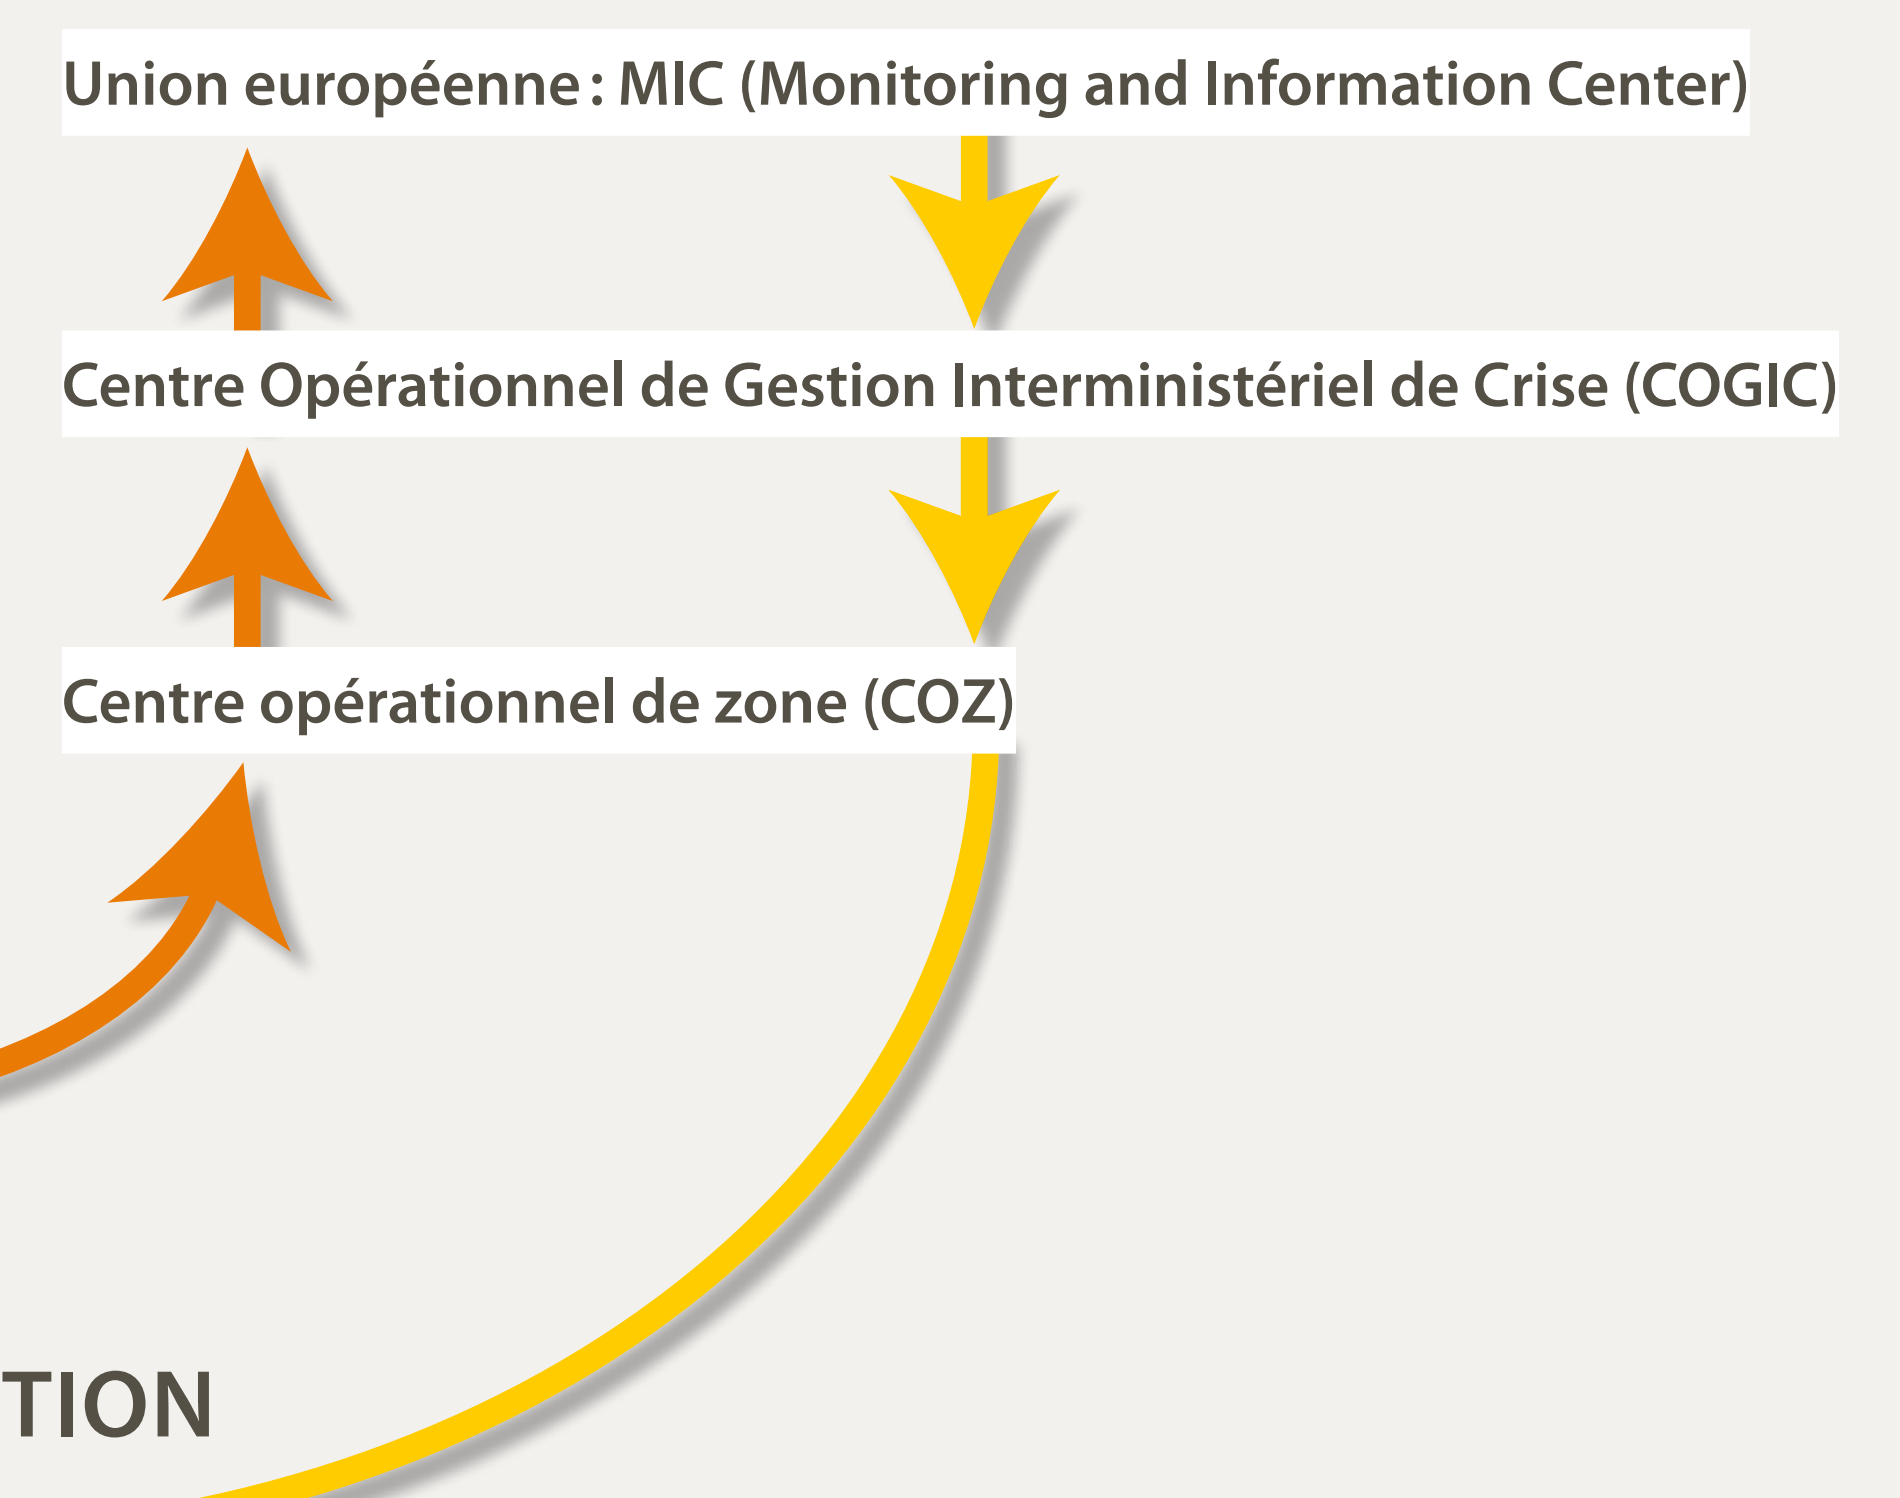 Union européenne : MIC (Monitoring and Information Center)
Centre Opérationnel de Gestion Interministériel de Crise (COGIC)
Centre opérationnel de zone (COZ)
TION